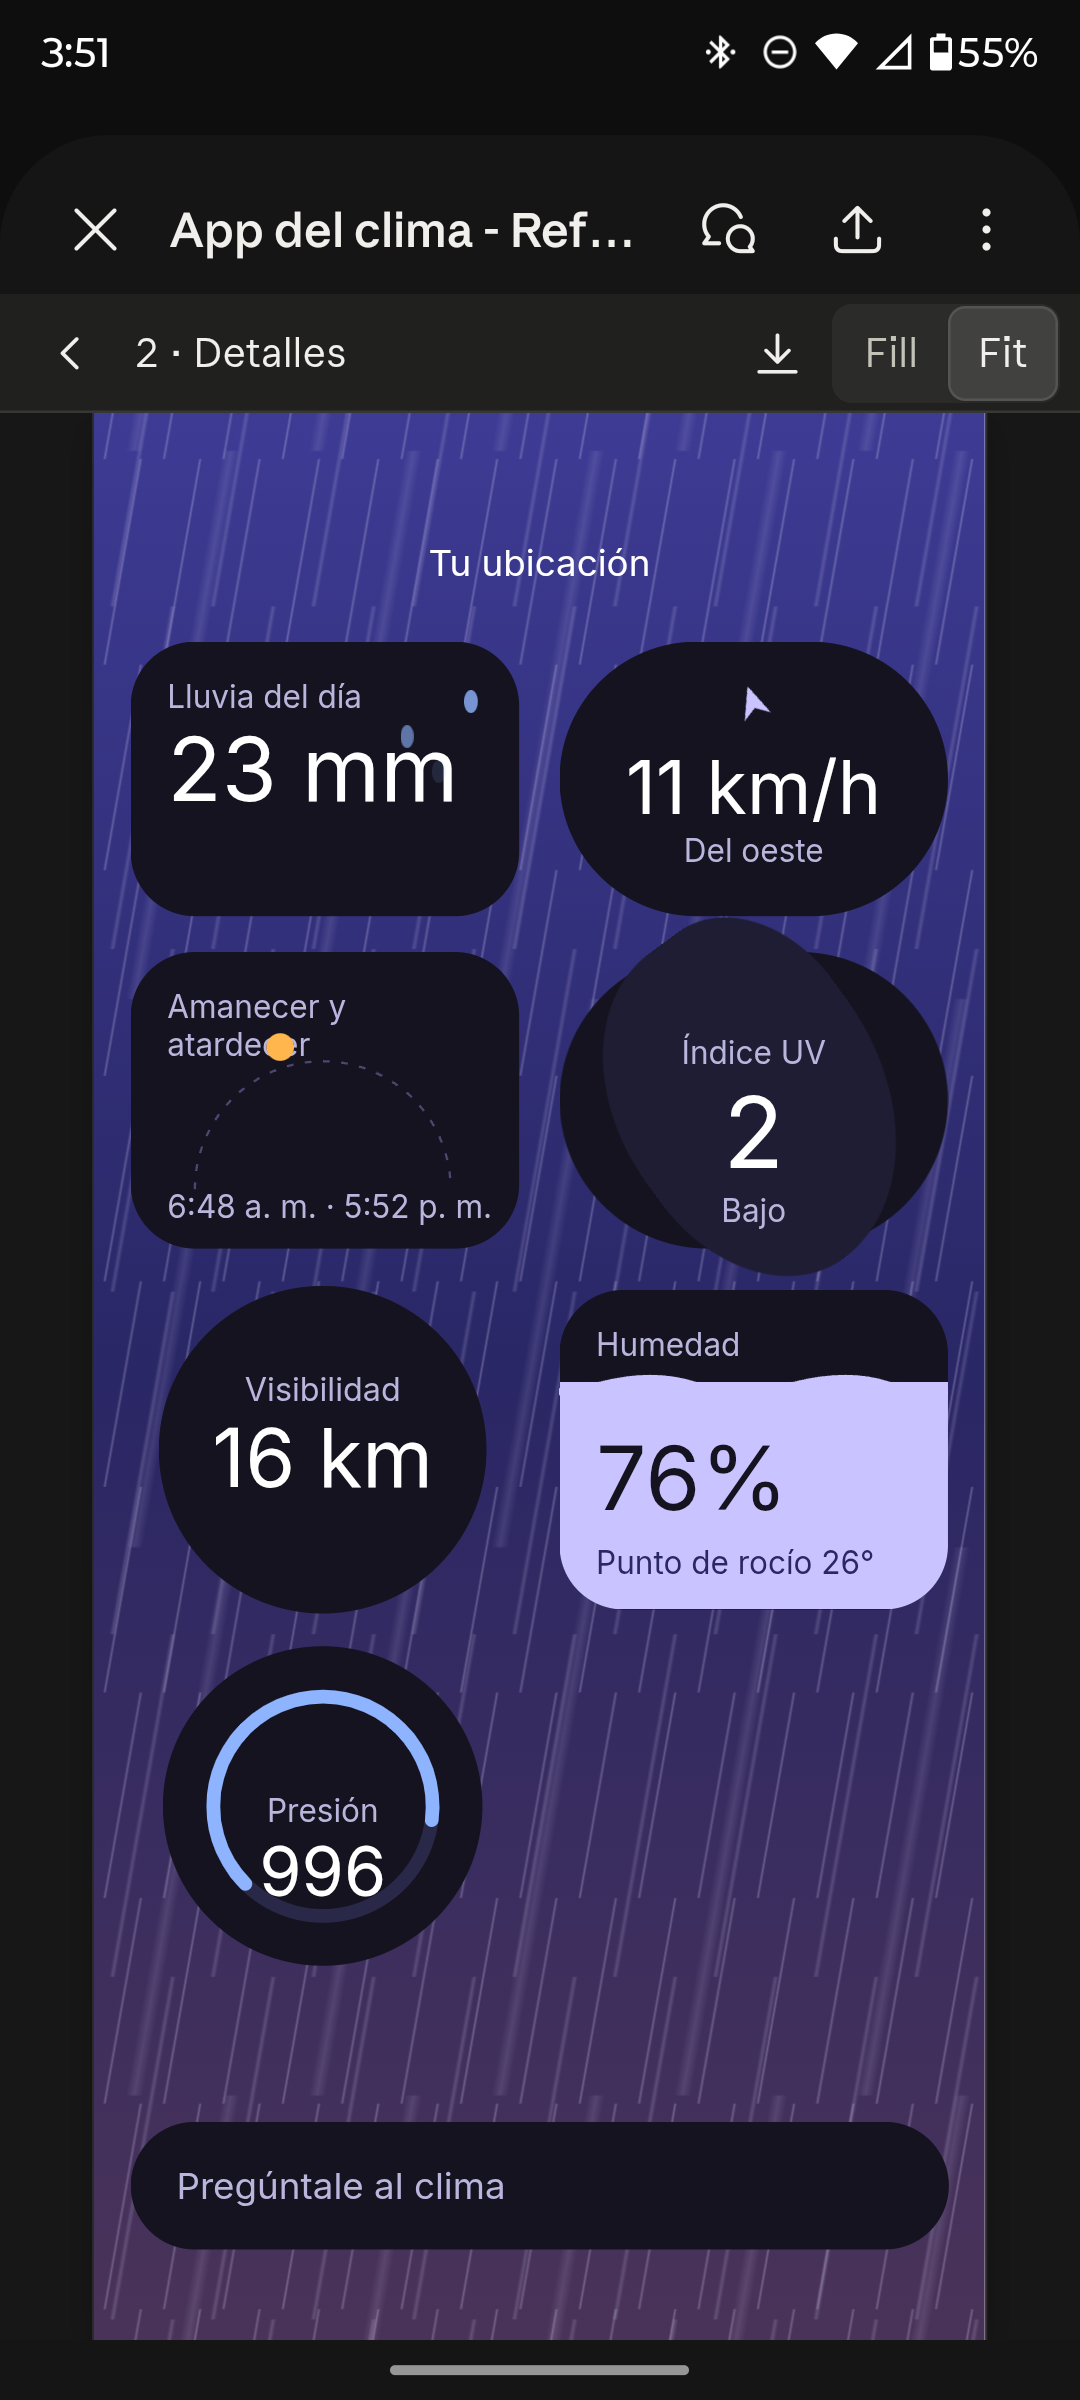 3:51
55%
App del clima - Ref...
2 · Detalles
Fill
Fit
Tu ubicación
Lluvia del día
23 mm
11 km/h
Del oeste
Amanecer y
atardecer
6:48 a. m. · 5:52 p. m.
Índice UV
2
Bajo
Visibilidad
16 km
Humedad
76%
Punto de rocío 26°
Presión
996
Pregúntale al clima